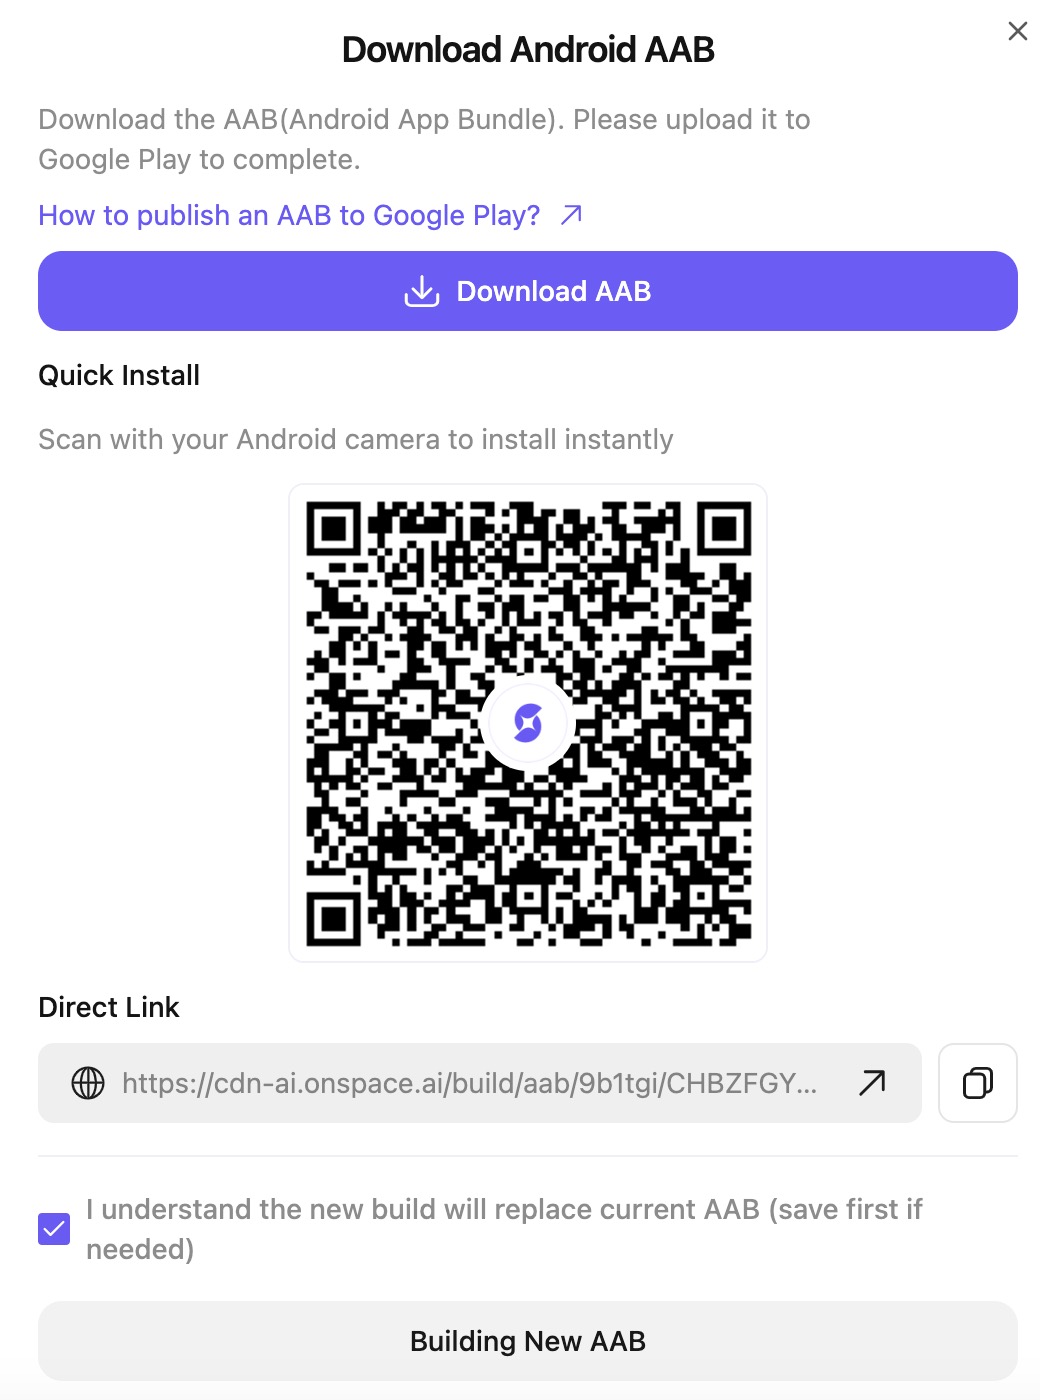 Download Android AAB
Download the AAB(Android App Bundle). Please upload it to
Google Play to complete.
How to publish an AAB to Google Play?
Download AAB
Quick Install
Scan with your Android camera to install instantly
Direct Link
https://cdn-ai.onspace.ai/build/aab/9b1tgi/CHBZFGY...
I understand the new build will replace current AAB (save first if
needed)
Building New AAB